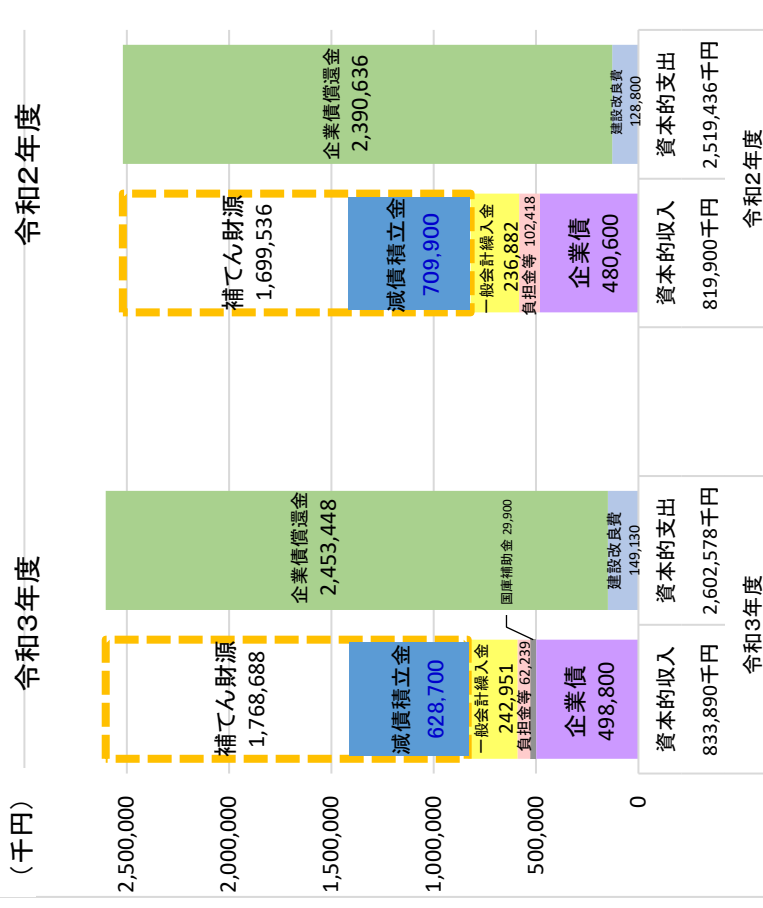 （千円）
令和3年度
令和2年度
2,500,000
2,000,000
1,500,000
1,000,000
500,000
0
補てん財源
1,768,688
減債積立金
628,700
一般会計繰入金
242,951
負担金等 62,239
国庫補助金 29,900
企業債
498,800
企業債償還金
2,453,448
建設改良費
149,130
補てん財源
1,699,536
減債積立金
709,900
一般会計繰入金
236,882
負担金等 102,418
企業債
480,600
企業債償還金
2,390,636
建設改良費
128,800
資本的収入
833,890千円
資本的支出
2,602,578千円
資本的収入
819,900千円
資本的支出
2,519,436千円
令和3年度
令和2年度